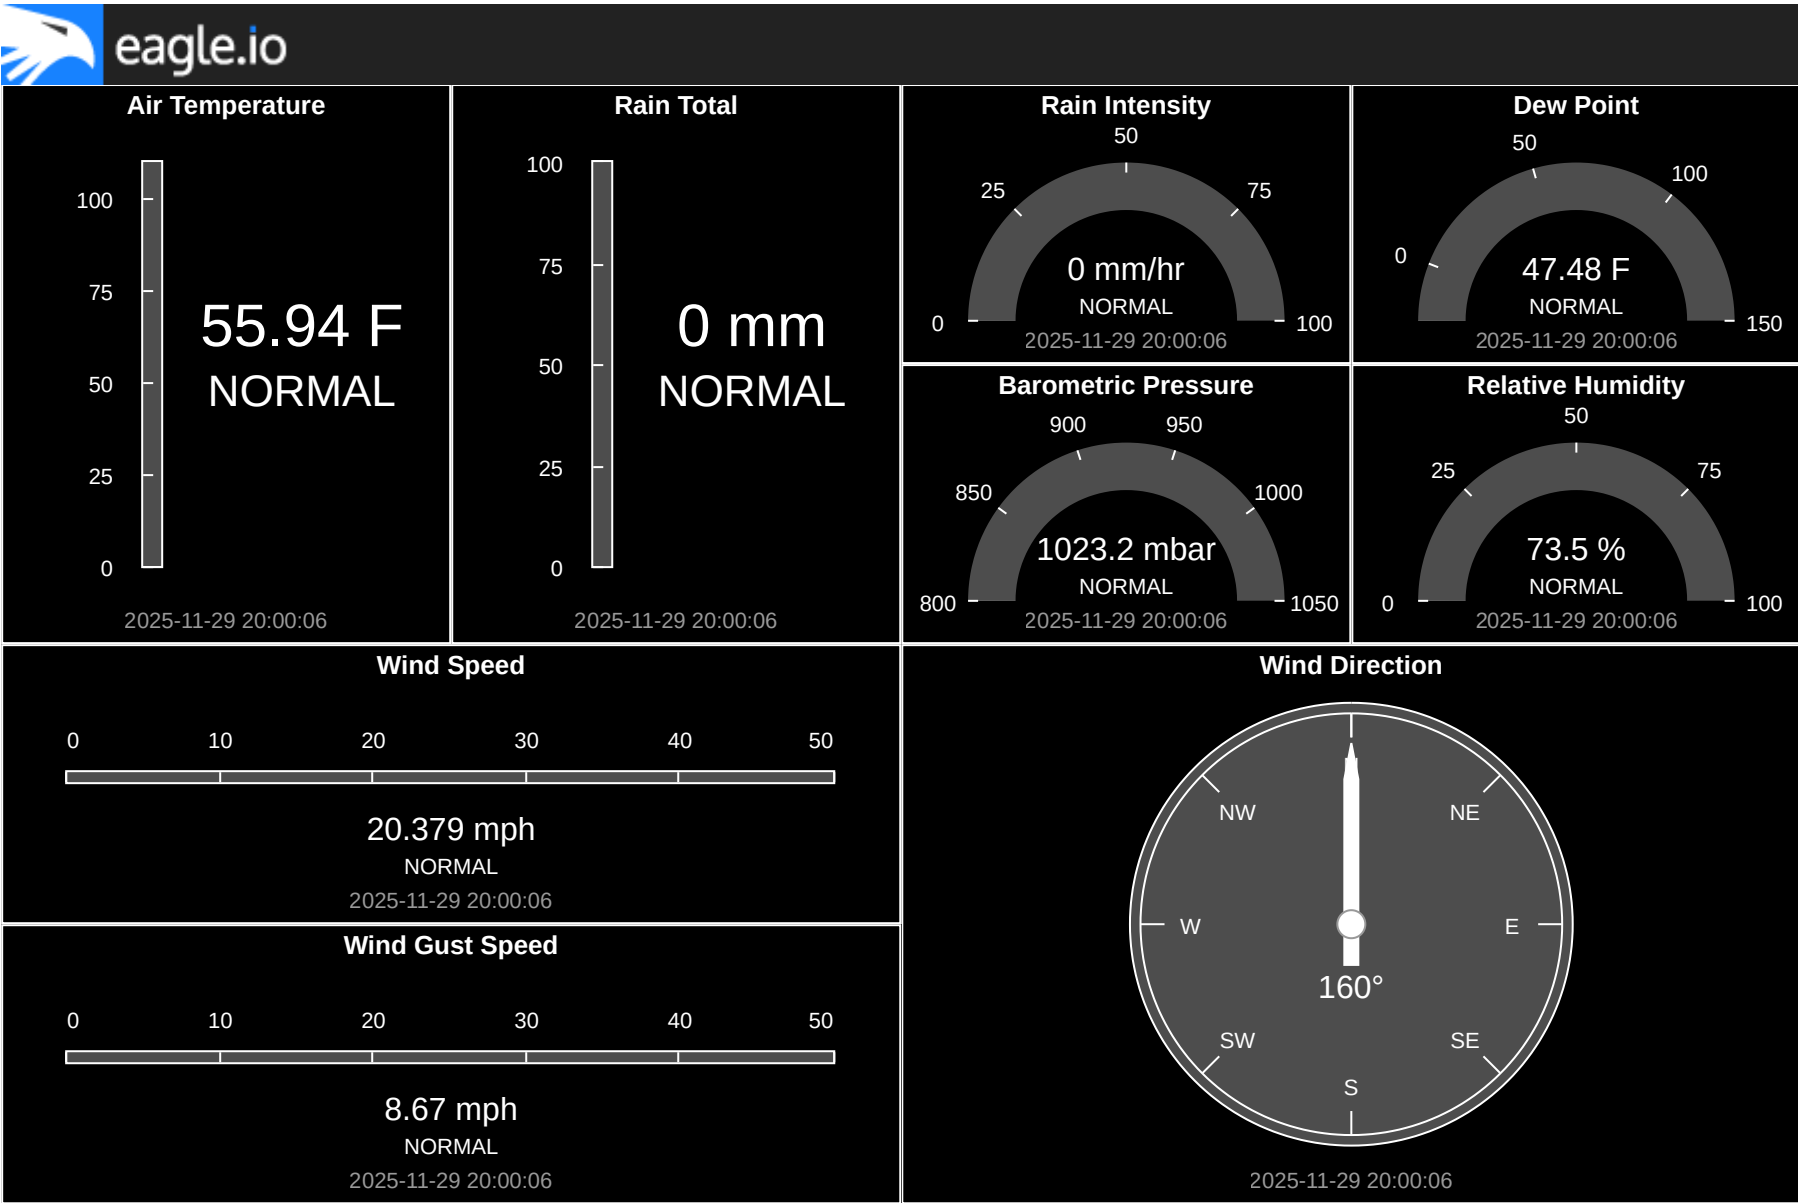 eagle.io
Air Temperature
100
75
50
25
0
55.94 F
NORMAL
2025-11-29 20:00:06
Rain Total
100
75
50
25
0
0 mm
NORMAL
2025-11-29 20:00:06
Rain Intensity
0
25
50
75
100
0 mm/hr
NORMAL
2025-11-29 20:00:06
Dew Point
0
50
100
150
47.48 F
NORMAL
2025-11-29 20:00:06
Barometric Pressure
800
850
900
950
1000
1050
1023.2 mbar
NORMAL
2025-11-29 20:00:06
Relative Humidity
0
25
50
75
100
73.5 %
NORMAL
2025-11-29 20:00:06
Wind Speed
0 10 20 30 40 50
20.379 mph
NORMAL
2025-11-29 20:00:06
Wind Gust Speed
0 10 20 30 40 50
8.67 mph
NORMAL
2025-11-29 20:00:06
Wind Direction
NW NE
W E
160°
SW SE
S
2025-11-29 20:00:06